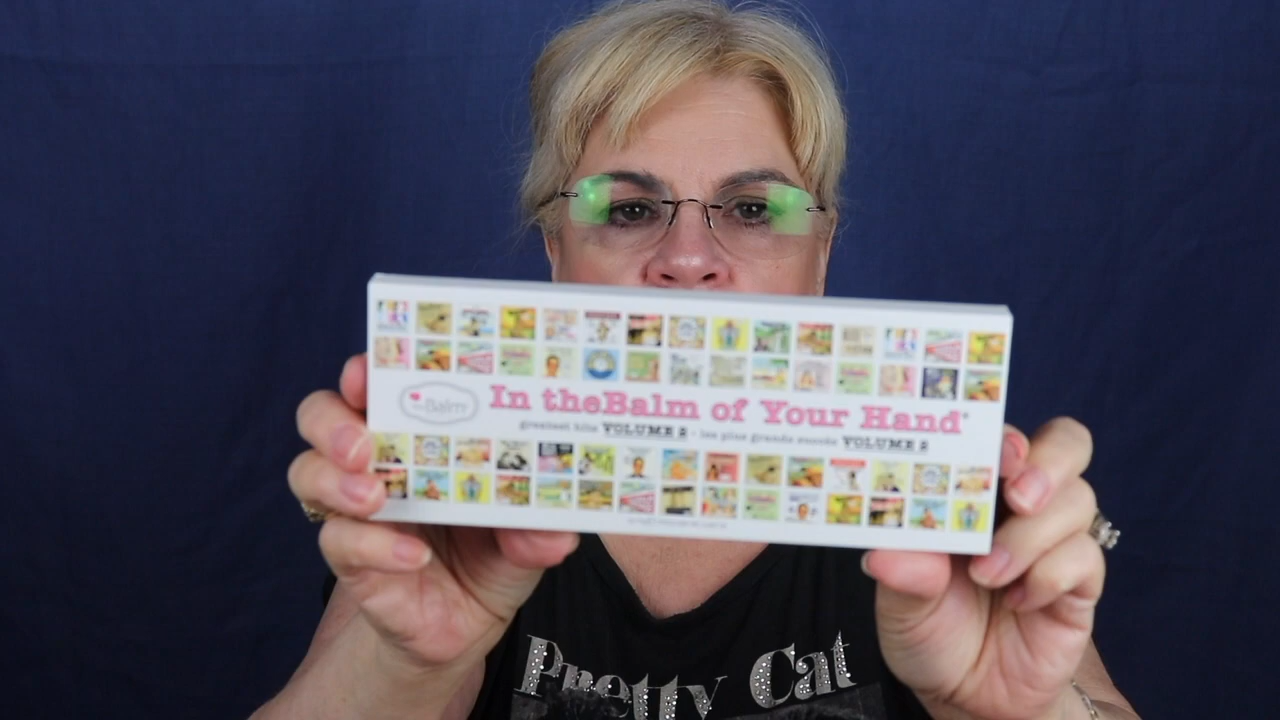 theBalm
In theBalm of Your Hand®
greatest hits VOLUME 2 - les plus grands succès VOLUME 2
Pretty Cat